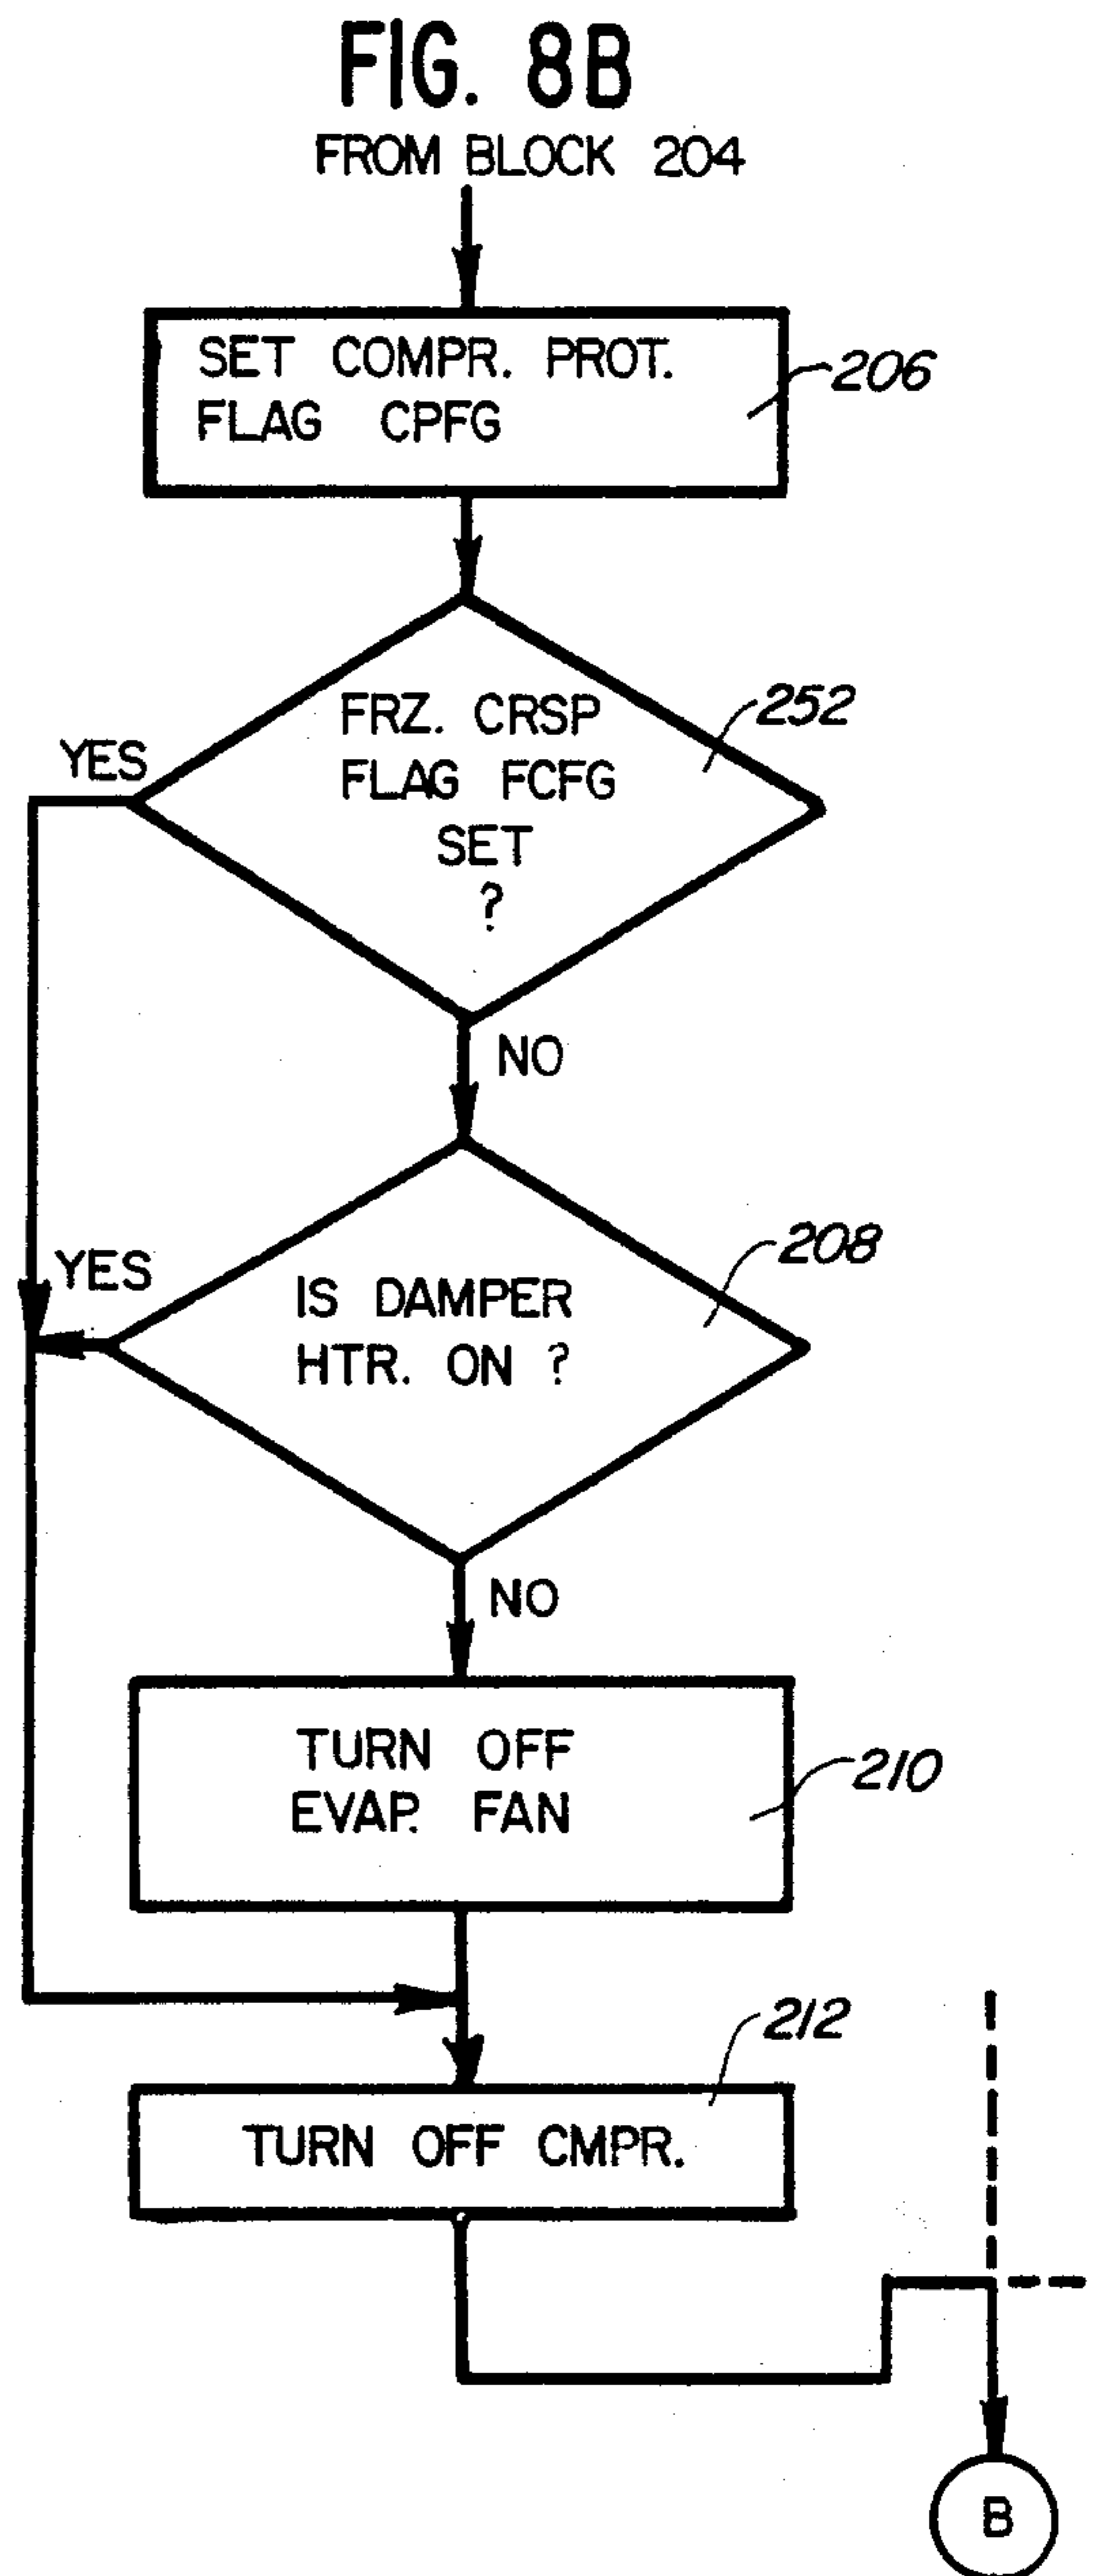 FIG. 8B
FROM BLOCK 204
SET COMPR. PROT.
FLAG CPFG
206
FRZ. CRSP
FLAG FCFG
SET
?
252
YES
NO
IS DAMPER
HTR. ON ?
208
YES
NO
TURN OFF
EVAP. FAN
210
TURN OFF CMPR.
212
B